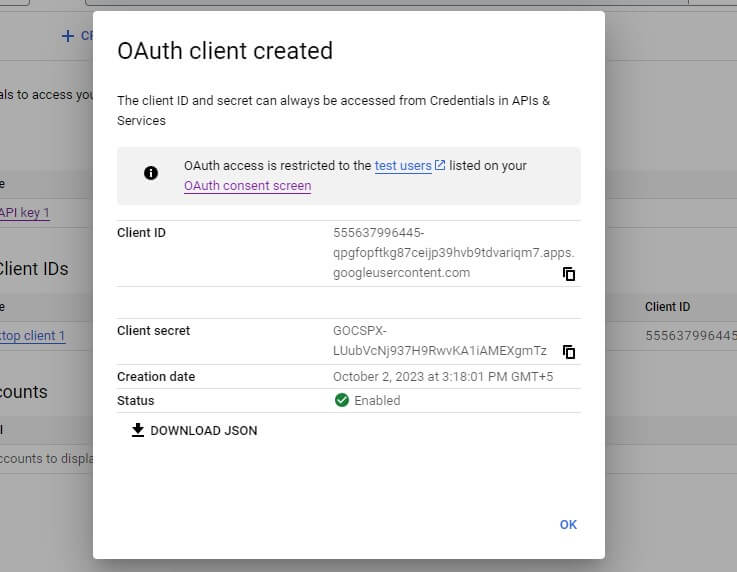 OAuth client created
als to access you
The client ID and secret can always be accessed from Credentials in APIs &
Services
OAuth access is restricted to the test users listed on your
OAuth consent screen
API key 1
Client ID
555637996445-
qpgfopftkg87ceijp39hvb9tdvariqm7.apps.
googleusercontent.com
Client IDs
Client ID
Client secret
GOCSPX-
LUubVcNj937H9RwvKA1iAMEXgmTz
top client 1
555637996445
Creation date
October 2, 2023 at 3:18:01 PM GMT+5
Status
Enabled
counts
DOWNLOAD JSON
ccounts to displa
OK